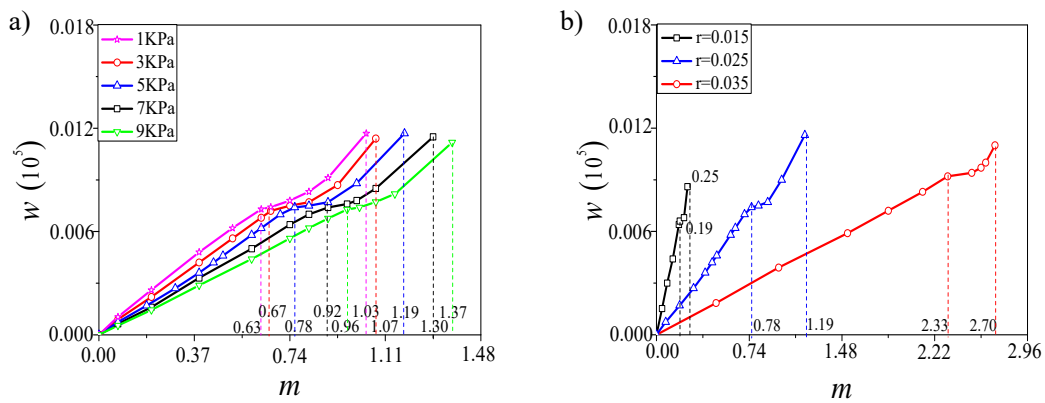 a)
0.018
0.012
0.006
0.000
w (10^5)
1KPa
3KPa
5KPa
7KPa
9KPa
0.67
0.92
1.03
1.19
1.37
0.63
0.78
0.96
1.07
1.30
0.00 0.37 0.74 1.11 1.48
m
b)
0.018
0.012
0.006
0.000
w (10^5)
r=0.015
r=0.025
r=0.035
0.25
0.19
0.78 1.19 2.33 2.70
0.00 0.74 1.48 2.22 2.96
m